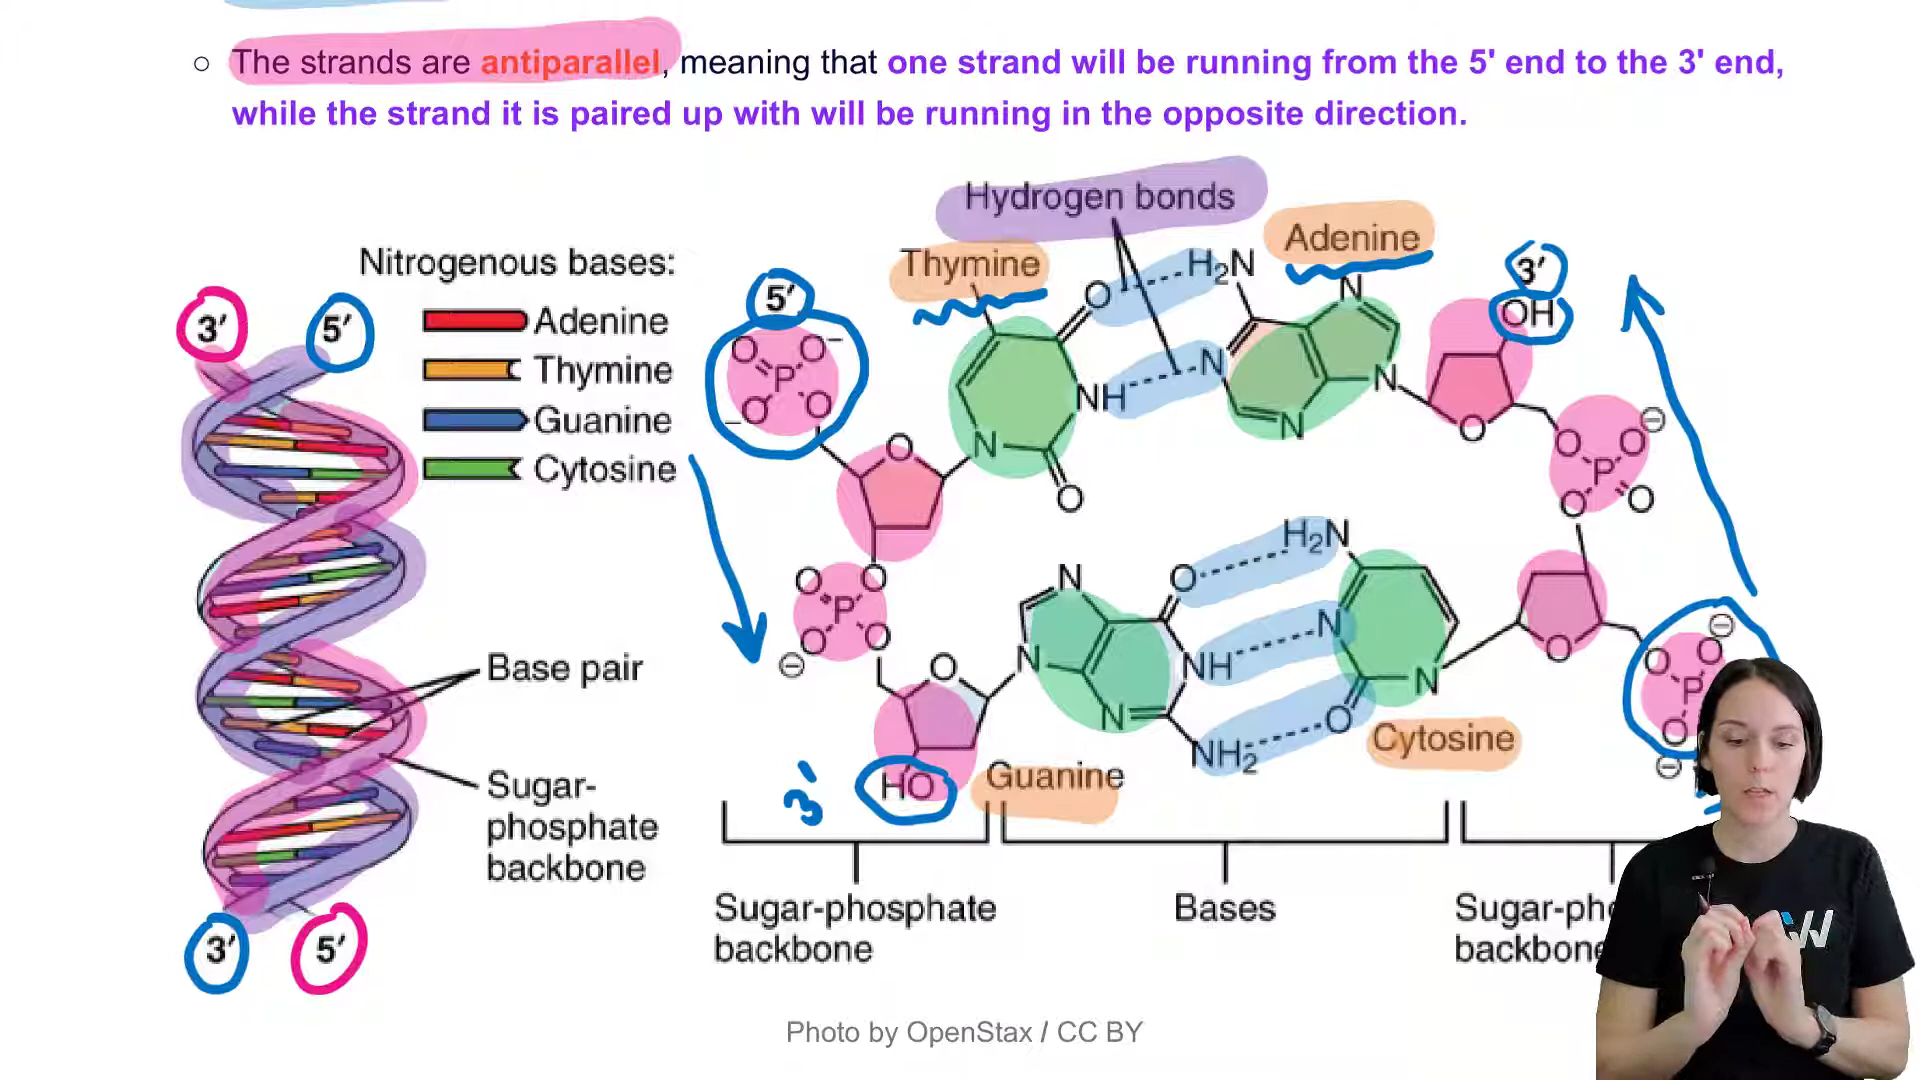 The strands are antiparallel, meaning that one strand will be running from the 5' end to the 3' end,
while the strand it is paired up with will be running in the opposite direction.
Hydrogen bonds
Nitrogenous bases:
Adenine
Thymine
Guanine
Cytosine
3'
5'
Base pair
Sugar-
phosphate
backbone
3'
5'
Thymine
Adenine
5'
3'
OH
O
H₂N
N
O
O⁻
P
⁻O
O
NH
N
N
N
N
O
O
O
O
P
O
O
⊖
O
O
P
O
O
⊖
N
O
H₂N
NH
N
N
N
N
O
NH₂
O
O
HO
3'
O
P
O
O
⊖
⊖
Guanine
Cytosine
Sugar-phosphate
backbone
Bases
Sugar-ph
backbon
W
Photo by OpenStax / CC BY